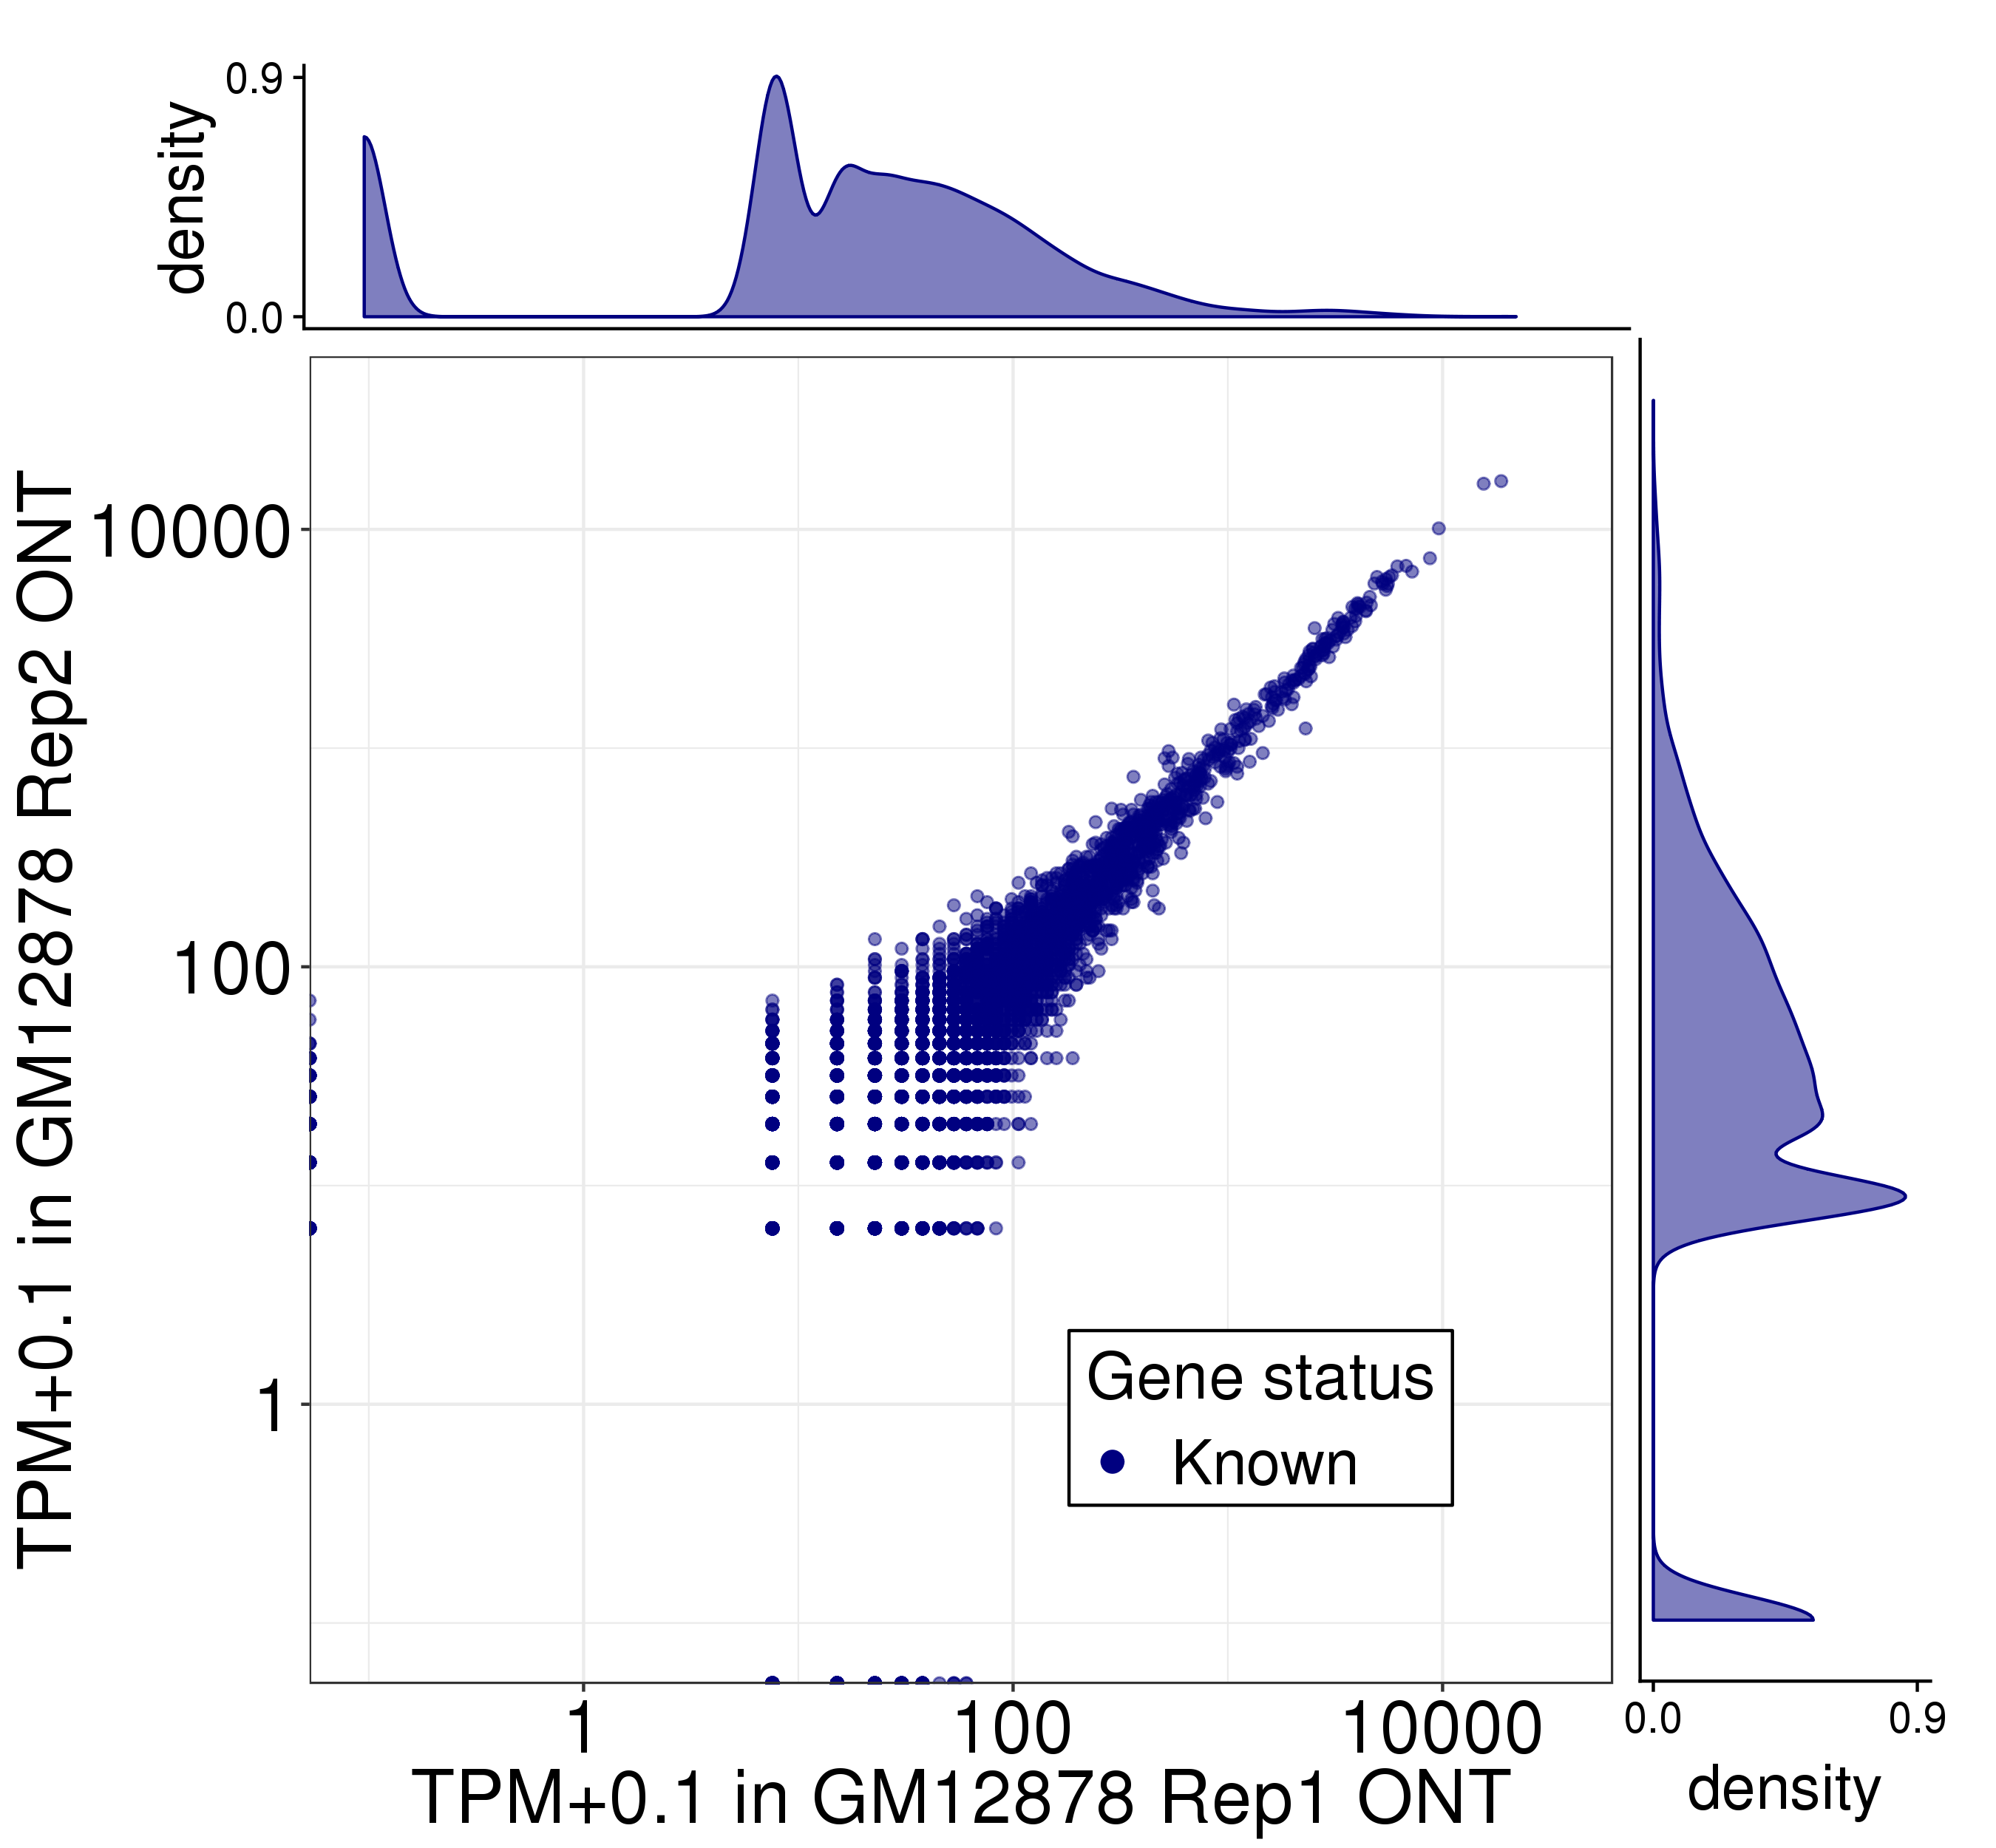 density
0.9
0.0
TPM+0.1 in GM12878 Rep2 ONT
10000
100
1
Gene status
Known
1
100
10000
TPM+0.1 in GM12878 Rep1 ONT
0.0
0.9
density